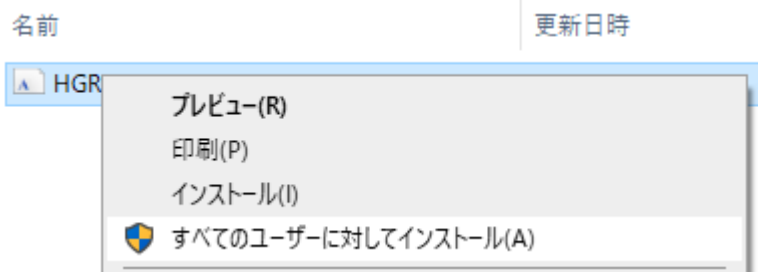 名前 更新日時
HGR
プレビュー(R)
印刷(P)
インストール(I)
すべてのユーザーに対してインストール(A)